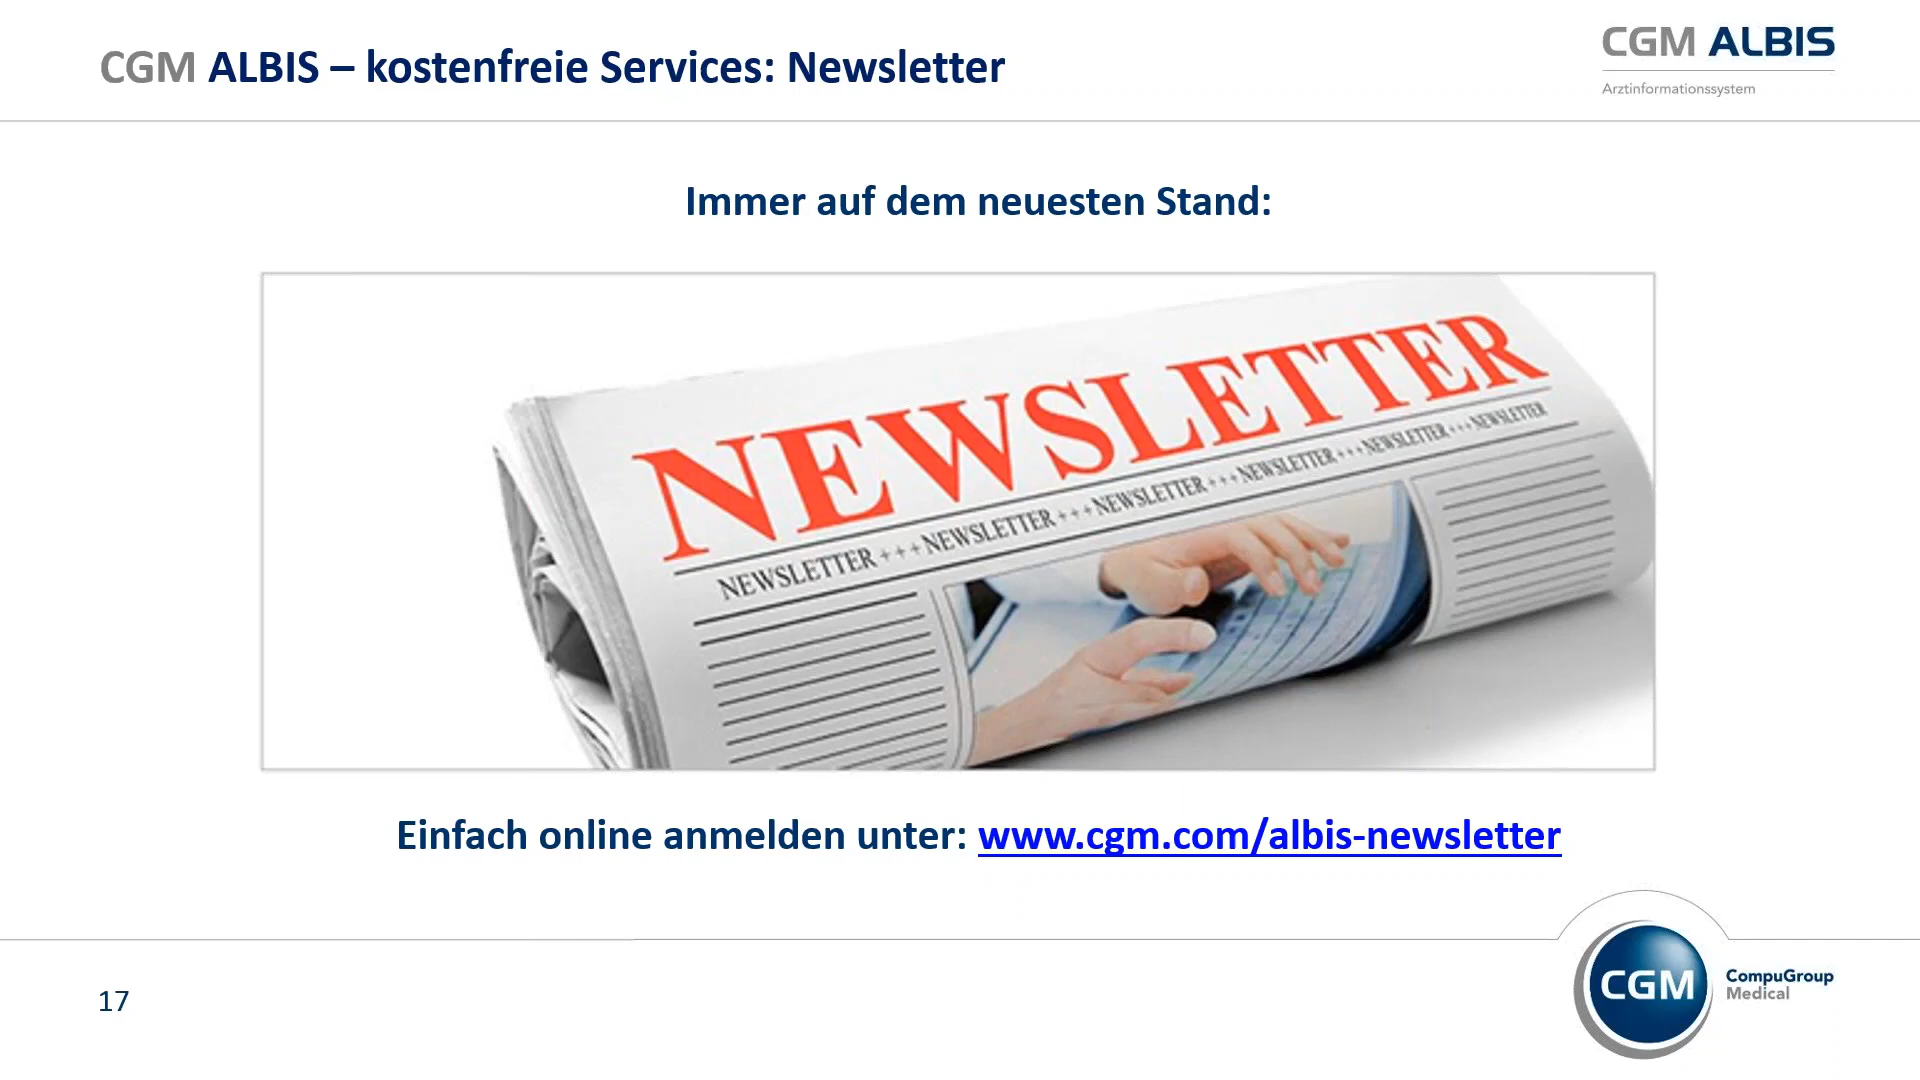 CGM ALBIS – kostenfreie Services: Newsletter
CGM ALBIS
Arztinformationssystem
Immer auf dem neuesten Stand:
NEWSLETTER
NEWSLETTER +++ NEWSLETTER +++ NEWSLETTER +++ NEWSLETTER +++ NEWSLETTER +++ NEWSLETTER
Einfach online anmelden unter: www.cgm.com/albis-newsletter
17
CGM
CompuGroup
Medical